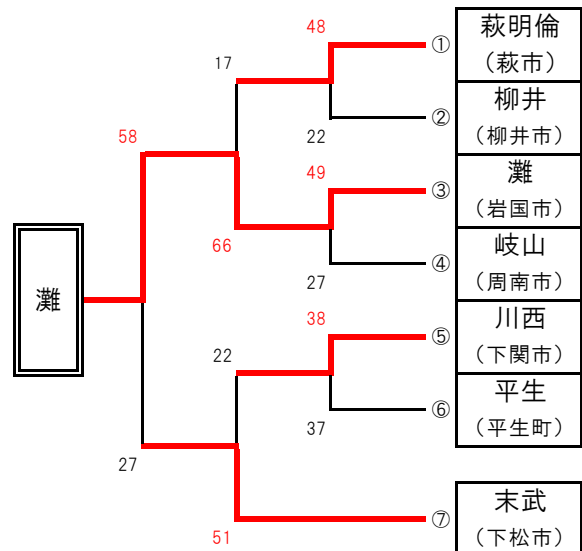 48
①
萩明倫
（萩市）
17
②
柳井
（柳井市）
22
58
49
③
灘
（岩国市）
66
④
岐山
（周南市）
27
灘
38
⑤
川西
（下関市）
22
⑥
平生
（平生町）
37
27
⑦
末武
（下松市）
51